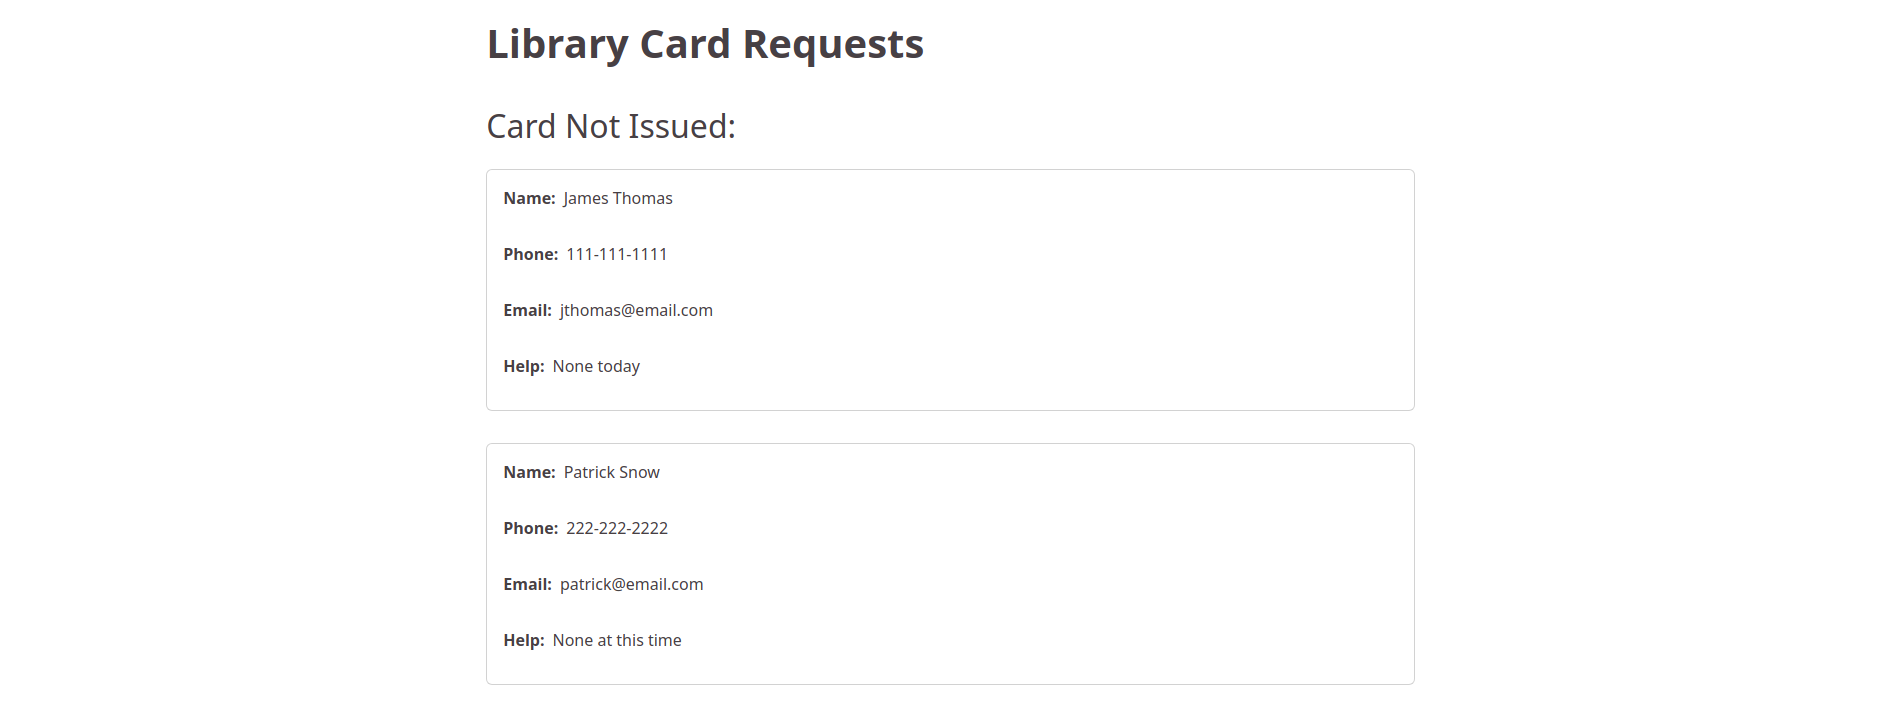 Library Card Requests
Card Not Issued:
Name: James Thomas
Phone: 111-111-1111
Email: jthomas@email.com
Help: None today
Name: Patrick Snow
Phone: 222-222-2222
Email: patrick@email.com
Help: None at this time